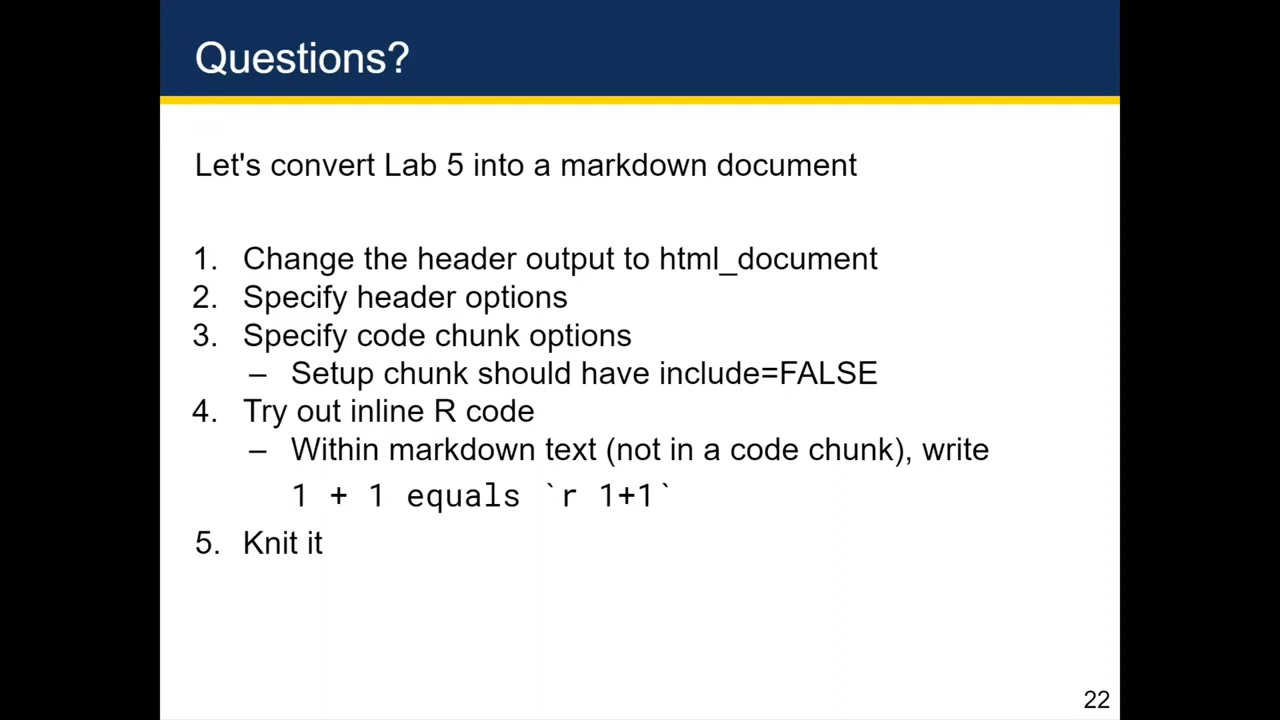 Questions?
Let's convert Lab 5 into a markdown document
1. Change the header output to html_document
2. Specify header options
3. Specify code chunk options
– Setup chunk should have include=FALSE
4. Try out inline R code
– Within markdown text (not in a code chunk), write
1 + 1 equals `r 1+1`
5. Knit it
22